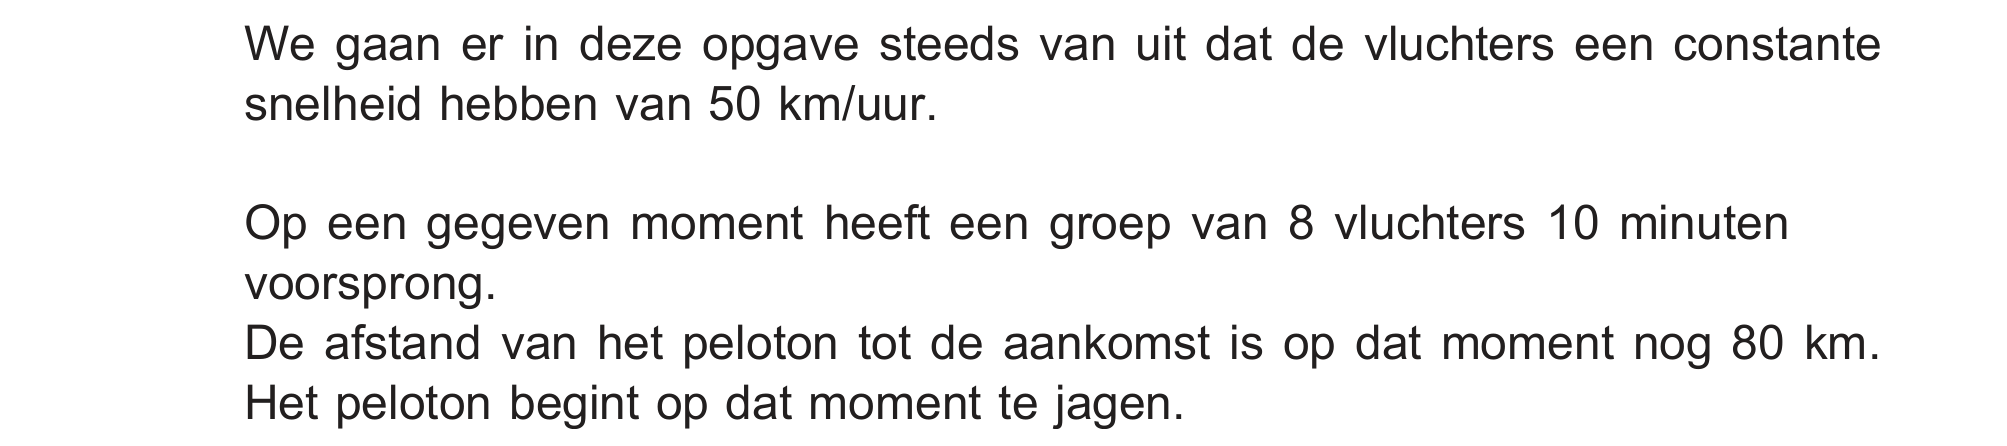 We gaan er in deze opgave steeds van uit dat de vluchters een constante
snelheid hebben van 50 km/uur.
Op een gegeven moment heeft een groep van 8 vluchters 10 minuten
voorsprong.
De afstand van het peloton tot de aankomst is op dat moment nog 80 km.
Het peloton begint op dat moment te jagen.